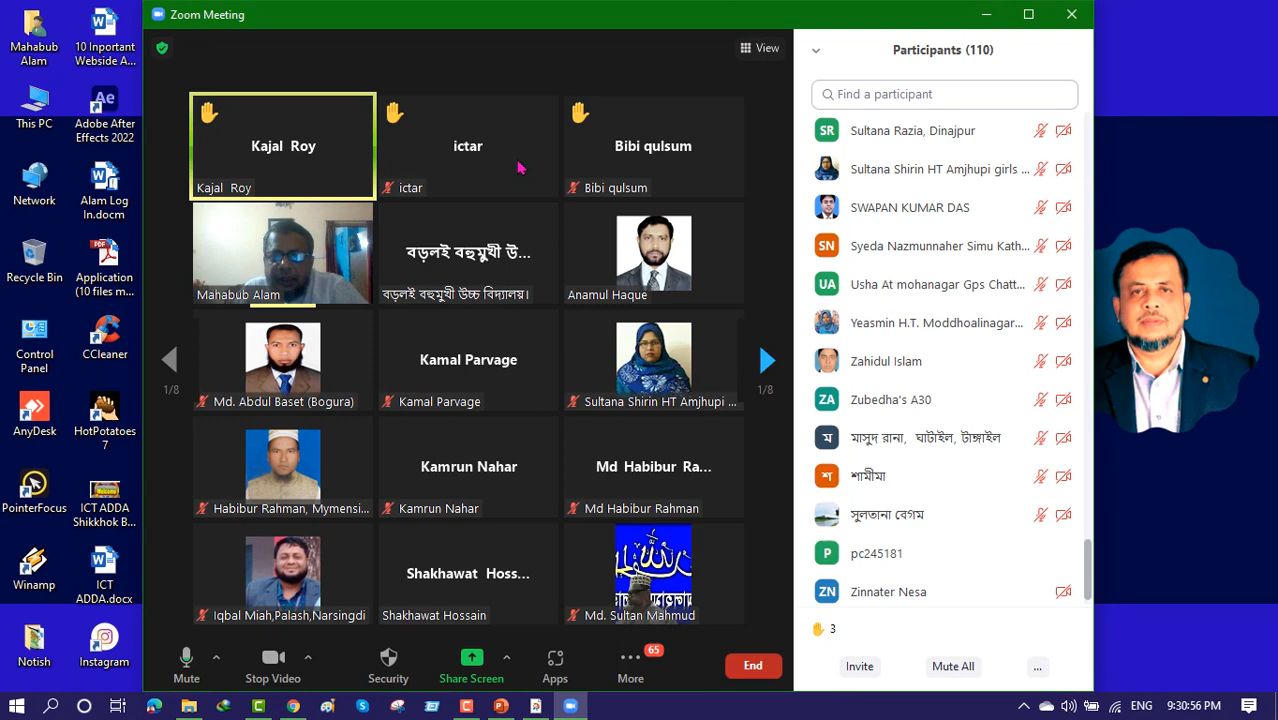 Mahabub
Alam
10 Inportant
Webside A...
This PC
Adobe After
Effects 2022
Network
Alam Log
In.docm
Recycle Bin
Application
(10 files m...
Control
Panel
CCleaner
AnyDesk
HotPotatoes
7
PointerFocus
ICT ADDA
Shikkhok B...
Winamp
ICT
ADDA.docx
Notish
Instagram
Zoom Meeting
View
Kajal Roy
Kajal Roy
ictar
ictar
Bibi qulsum
Bibi qulsum
Mahabub Alam
বড়লই বহুমুখী উ...
বড়লই বহুমুখী উচ্চ বিদ্যালয়।
Anamul Haque
1/8
Md. Abdul Baset (Bogura)
Kamal Parvage
Kamal Parvage
Sultana Shirin HT Amjhupi ...
1/8
Habibur Rahman, Mymensi...
Kamrun Nahar
Kamrun Nahar
Md Habibur Ra...
Md Habibur Rahman
Iqbal Miah,Palash,Narsingdi
Shakhawat Hoss...
Shakhawat Hossain
Md. Sultan Mahmud
Mute
Stop Video
Security
Share Screen
Apps
65
More
End
Participants (110)
Find a participant
SR Sultana Razia, Dinajpur
Sultana Shirin HT Amjhupi girls ...
SWAPAN KUMAR DAS
SN Syeda Nazmunnaher Simu Kath...
UA Usha At mohanagar Gps Chatt...
Yeasmin H.T. Moddhoalinagar...
Zahidul Islam
ZA Zubedha's A30
ম মাসুদ রানা, ঘাটাইল, টাঙ্গাইল
শ শামীমা
সুলতানা বেগম
P pc245181
ZN Zinnater Nesa
3
Invite
Mute All
...
ENG
9:30:56 PM